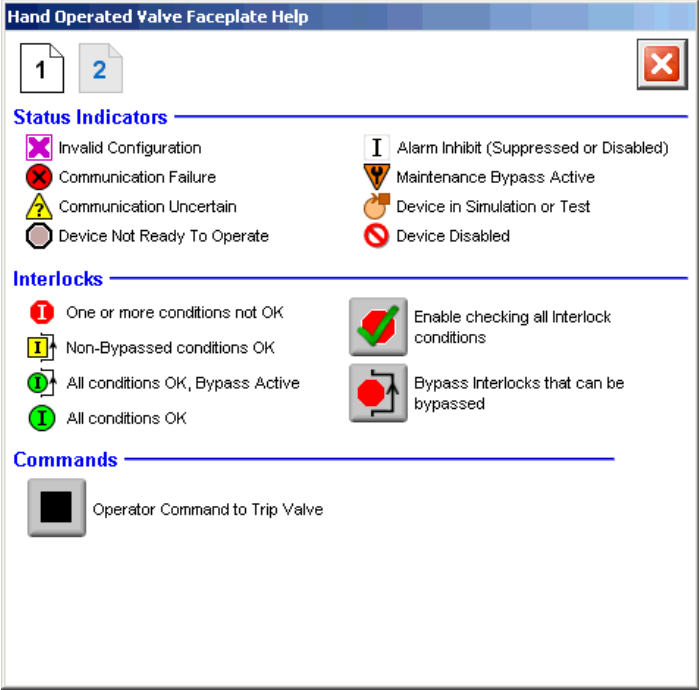 Hand Operated Valve Faceplate Help
1 2
Status Indicators
Invalid Configuration
I Alarm Inhibit (Suppressed or Disabled)
Communication Failure
Maintenance Bypass Active
? Communication Uncertain
Device in Simulation or Test
Device Not Ready To Operate
Device Disabled
Interlocks
I One or more conditions not OK
I Non-Bypassed conditions OK
I All conditions OK, Bypass Active
I All conditions OK
Enable checking all Interlock
conditions
Bypass Interlocks that can be
bypassed
Commands
Operator Command to Trip Valve